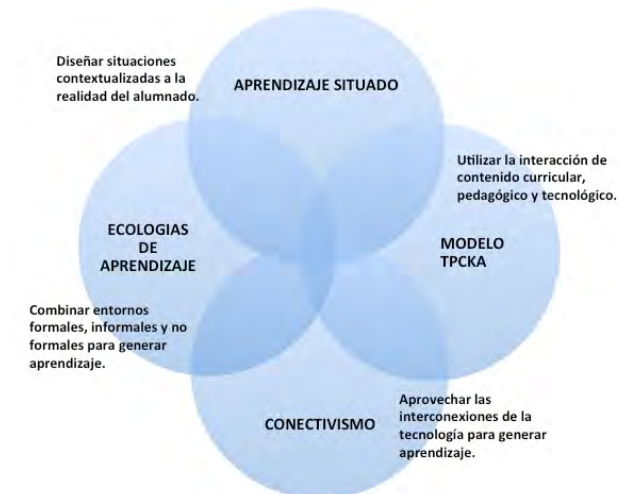 Diseñar situaciones
contextualizadas a la
realidad del alumnado.
APRENDIZAJE SITUADO
Utilizar la interacción de
contenido curricular,
pedagógico y tecnológico.
ECOLOGIAS
DE
APRENDIZAJE
MODELO
TPCKA
Combinar entornos
formales, informales y no
formales para generar
aprendizaje.
CONECTIVISMO
Aprovechar las
interconexiones de la
tecnología para generar
aprendizaje.